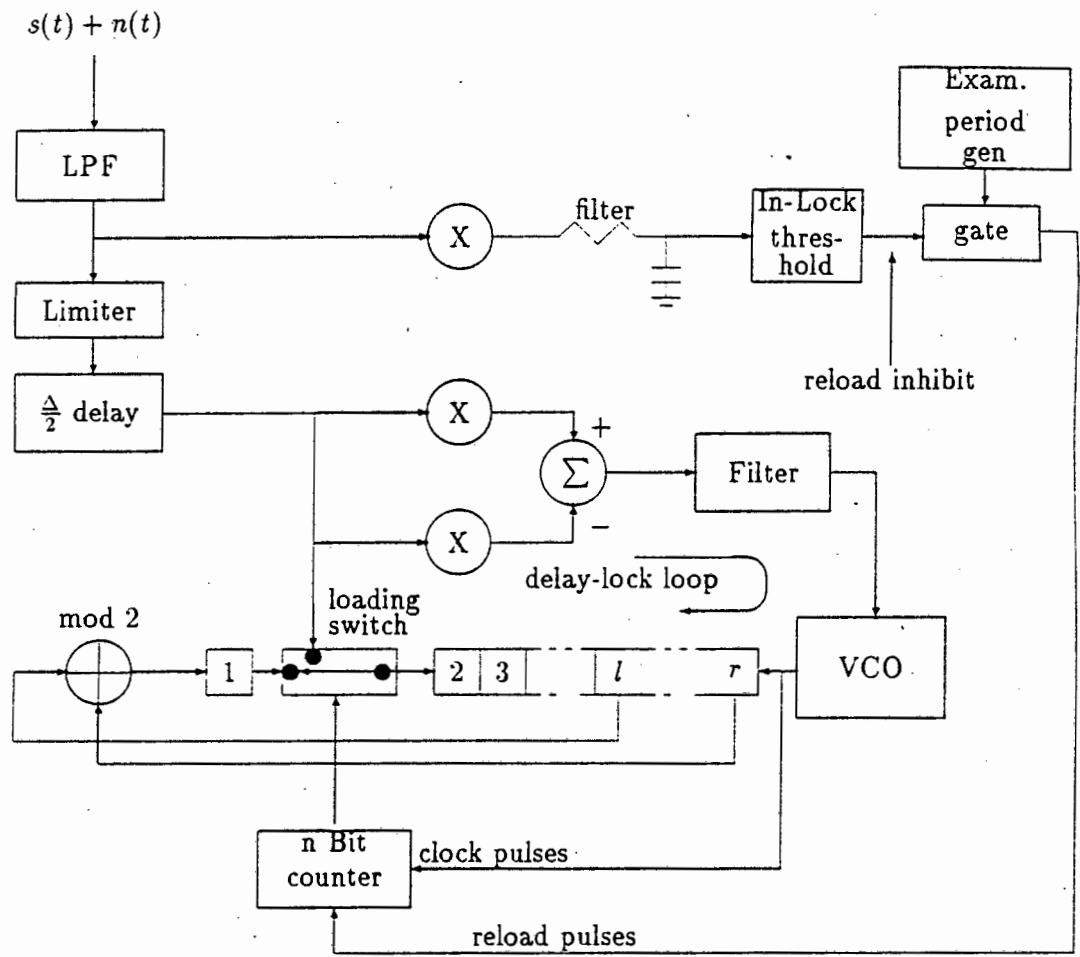 s(t) + n(t)
Exam.
period
gen
LPF
X
filter
In-Lock
thres-
hold
gate
Limiter
reload inhibit
Δ/2 delay
X
+
Σ
Filter
−
X
delay-lock loop
loading
switch
mod 2
1
2
3
l
r
VCO
n Bit
counter
clock pulses
reload pulses